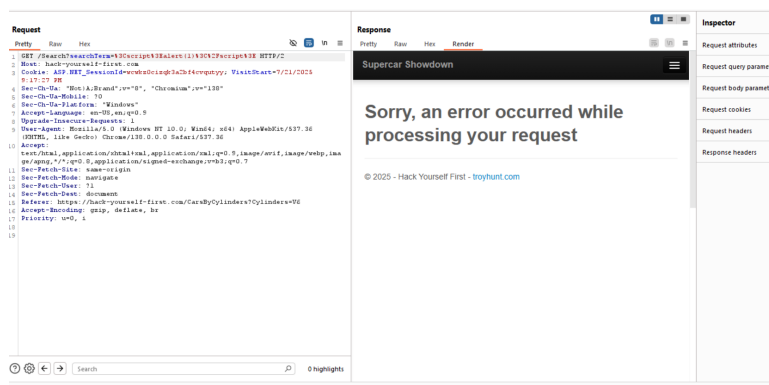 Request
Pretty Raw Hex
\n
1 GET /Search?searchTerm=%3Cscript%3Ealert(1)%3C%2Fscript%3E HTTP/2
2 Host: hack-yourself-first.com
3 Cookie: ASP.NET_SessionId= VisitStart=7/21/2025
9:17:27 PM
4 Sec-Ch-Ua: "Not)A;Brand";v="8", "Chromium";v="138"
5 Sec-Ch-Ua-Mobile: ?0
6 Sec-Ch-Ua-Platform: "Windows"
7 Accept-Language: en-US,en;q=0.9
8 Upgrade-Insecure-Requests: 1
9 User-Agent: Mozilla/5.0 (Windows NT 10.0; Win64; x64) AppleWebKit/537.36
(KHTML, like Gecko) Chrome/138.0.0.0 Safari/537.36
10 Accept:
text/html,application/xhtml+xml,application/xml;q=0.9,image/avif,image/webp,ima
ge/apng,*/*;q=0.8,application/signed-exchange;v=b3;q=0.7
11 Sec-Fetch-Site: same-origin
12 Sec-Fetch-Mode: navigate
13 Sec-Fetch-User: ?1
14 Sec-Fetch-Dest: document
15 Referer: https://hack-yourself-first.com/CarsByCylinders?Cylinders=V6
16 Accept-Encoding: gzip, deflate, br
17 Priority: u=0, i
18
19
Search
0 highlights
Response
Pretty Raw Hex Render
\n
Supercar Showdown
Sorry, an error occurred while
processing your request
© 2025 - Hack Yourself First - troyhunt.com
Inspector
Request attributes
Request query parame
Request body paramet
Request cookies
Request headers
Response headers